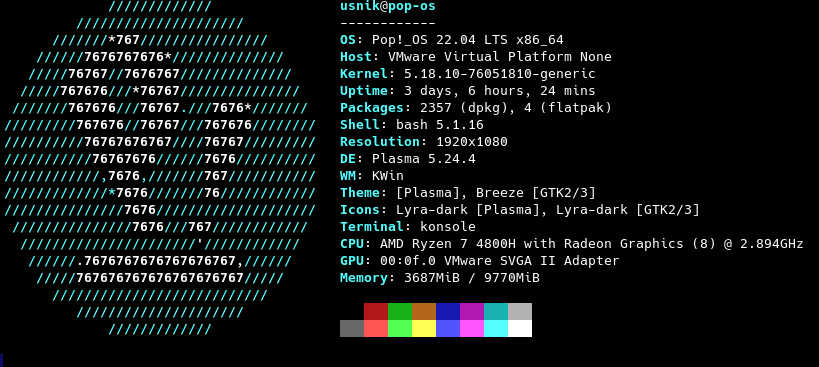 /////////////
         /////////////////////
      ///////*767////////////////
    //////7676767676*//////////////
   /////76767//7676767//////////////
  /////767676///*76767///////////////
 ///////767676///76767.///7676*///////
/////////767676//76767///767676////////
//////////76767676767////76767/////////
///////////76767676//////7676//////////
////////////,7676,///////767///////////
/////////////*7676///////76////////////
///////////////7676////////////////////
 ///////////////7676///767////////////
  //////////////////////'////////////
   //////.7676767676767676767,//////
    /////767676767676767676767/////
      ///////////////////////////
         /////////////////////
             /////////////
usnik@pop-os
------------
OS: Pop!_OS 22.04 LTS x86_64
Host: VMware Virtual Platform None
Kernel: 5.18.10-76051810-generic
Uptime: 3 days, 6 hours, 24 mins
Packages: 2357 (dpkg), 4 (flatpak)
Shell: bash 5.1.16
Resolution: 1920x1080
DE: Plasma 5.24.4
WM: KWin
Theme: [Plasma], Breeze [GTK2/3]
Icons: Lyra-dark [Plasma], Lyra-dark [GTK2/3]
Terminal: konsole
CPU: AMD Ryzen 7 4800H with Radeon Graphics (8) @ 2.894GHz
GPU: 00:0f.0 VMware SVGA II Adapter
Memory: 3687MiB / 9770MiB